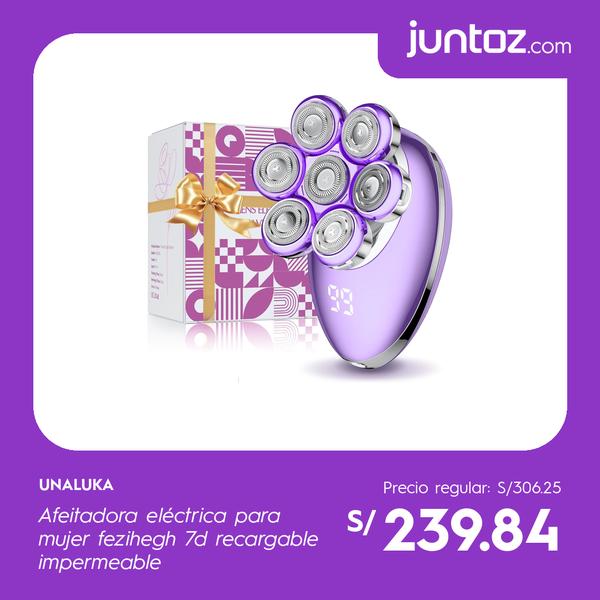 juntoz.com
99
UNALUKA
Afeitadora eléctrica para
mujer fezihegh 7d recargable
impermeable
Precio regular: S/306.25
S/ 239.84